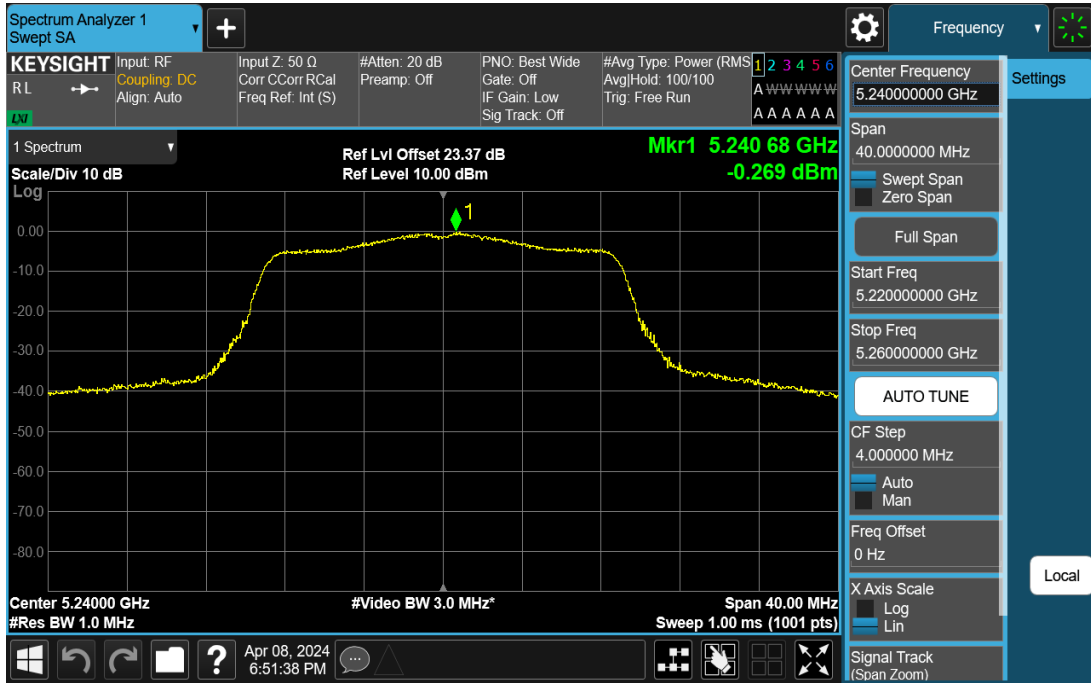 Spectrum Analyzer 1
Swept SA
+
Frequency
KEYSIGHT
RL
LXI
Input: RF
Coupling: DC
Align: Auto
Input Z: 50 Ω
Corr CCorr RCal
Freq Ref: Int (S)
#Atten: 20 dB
Preamp: Off
PNO: Best Wide
Gate: Off
IF Gain: Low
Sig Track: Off
#Avg Type: Power (RMS
Avg|Hold: 100/100
Trig: Free Run
1 2 3 4 5 6
A W W W W W
A A A A A A
1 Spectrum
Scale/Div 10 dB
Log
Ref Lvl Offset 23.37 dB
Ref Level 10.00 dBm
Mkr1 5.240 68 GHz
-0.269 dBm
1
0.00
-10.0
-20.0
-30.0
-40.0
-50.0
-60.0
-70.0
-80.0
Center 5.24000 GHz
#Res BW 1.0 MHz
#Video BW 3.0 MHz*
Span 40.00 MHz
Sweep 1.00 ms (1001 pts)
?
Apr 08, 2024
6:51:38 PM
Center Frequency
5.240000000 GHz
Span
40.0000000 MHz
Swept Span
Zero Span
Full Span
Start Freq
5.220000000 GHz
Stop Freq
5.260000000 GHz
AUTO TUNE
CF Step
4.000000 MHz
Auto
Man
Freq Offset
0 Hz
X Axis Scale
Log
Lin
Signal Track
(Span Zoom)
Settings
Local